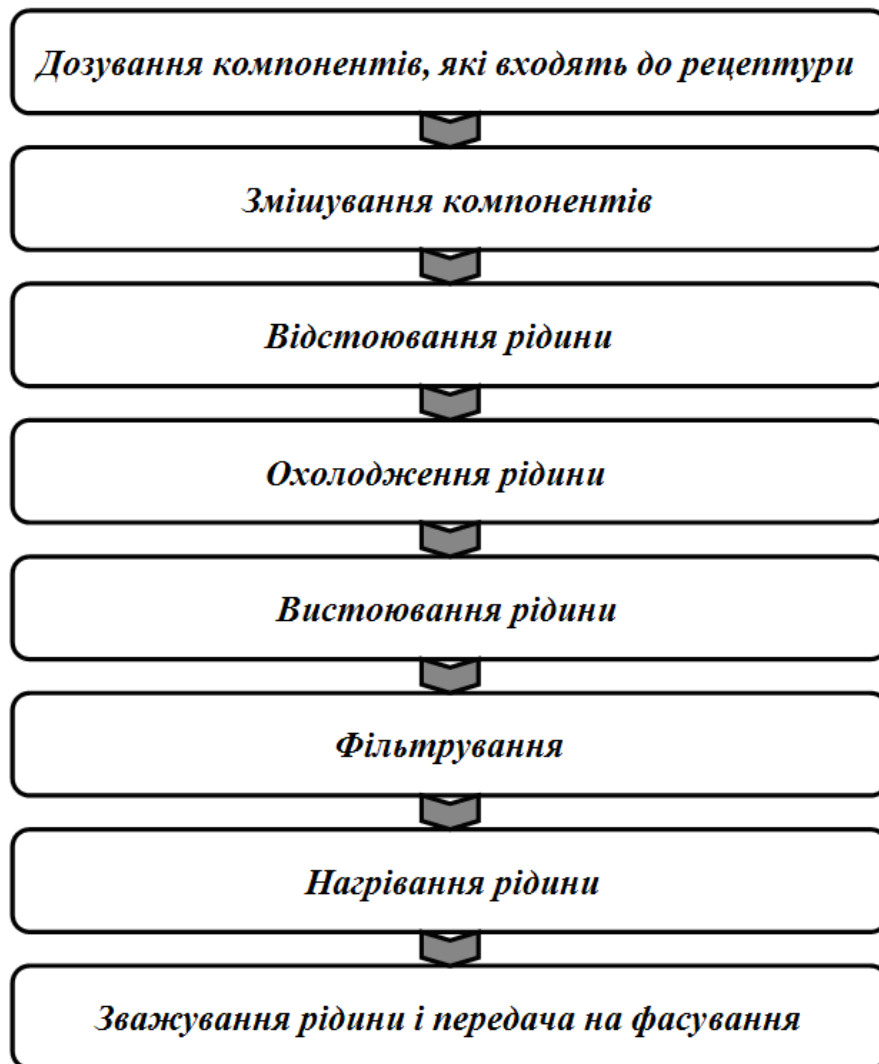 Дозування компонентів, які входять до рецептури
Змішування компонентів
Відстоювання рідини
Охолодження рідини
Вистоювання рідини
Фільтрування
Нагрівання рідини
Зважування рідини і передача на фасування